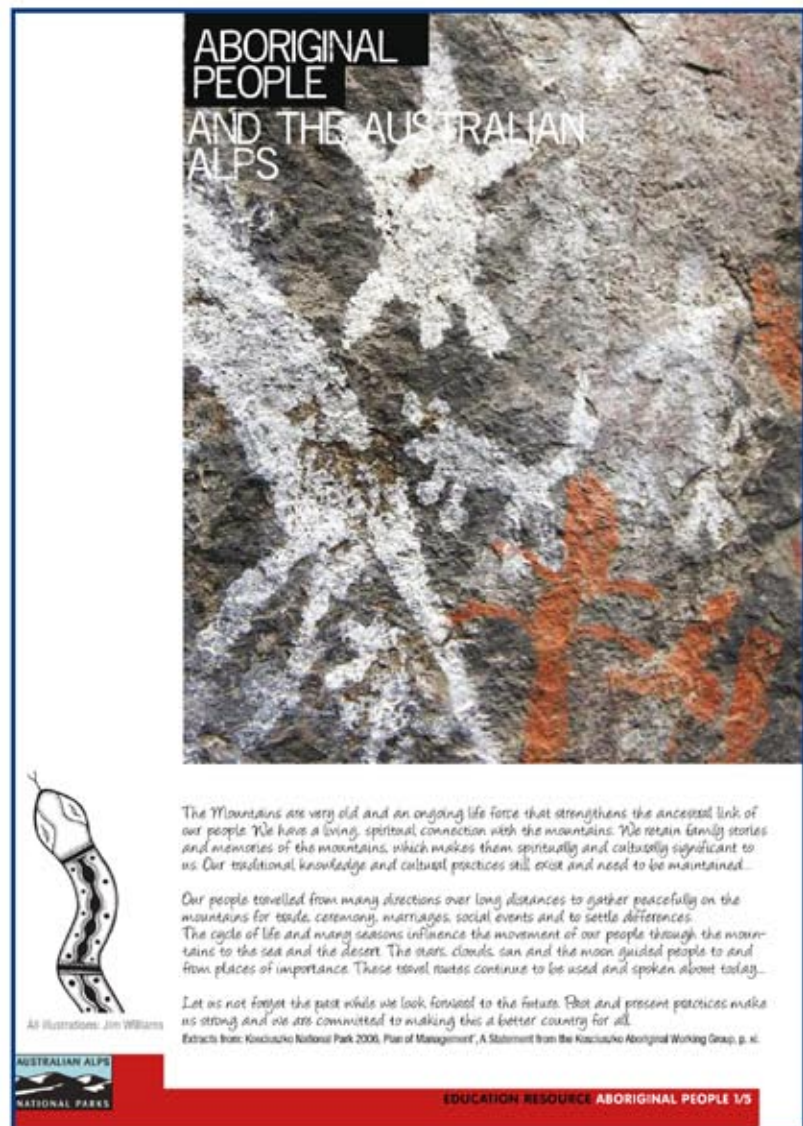 ABORIGINAL
PEOPLE
AND THE AUSTRALIAN
ALPS
The Mountains are very old and an ongoing life force that strengthens the ancestral link of
our people. We have a living, spiritual connection with the mountains. We retain family stories
and memories of the mountains, which makes them spiritually and culturally significant to
us. Our traditional knowledge and cultural practices still exist and need to be maintained...
Our people travelled from many directions over long distances to gather peacefully on the
mountains for trade, ceremony, marriages, social events and to settle differences.
The cycle of life and many seasons influence the movement of our people through the moun-
tains to the sea and the desert. The stars, clouds, sun and the moon guided people to and
from places of importance. These travel routes continue to be used and spoken about today...
Let us not forget the past while we look forward to the future. Past and present practices make
us strong and we are committed to making this a better country for all.
Extracts from: Kosciuszko National Park 2006, Plan of Management', A Statement from the Kosciuszko Aboriginal Working Group, p. xi.
All illustrations: Jim Williams
AUSTRALIAN ALPS
NATIONAL PARKS
EDUCATION RESOURCE ABORIGINAL PEOPLE 1/5